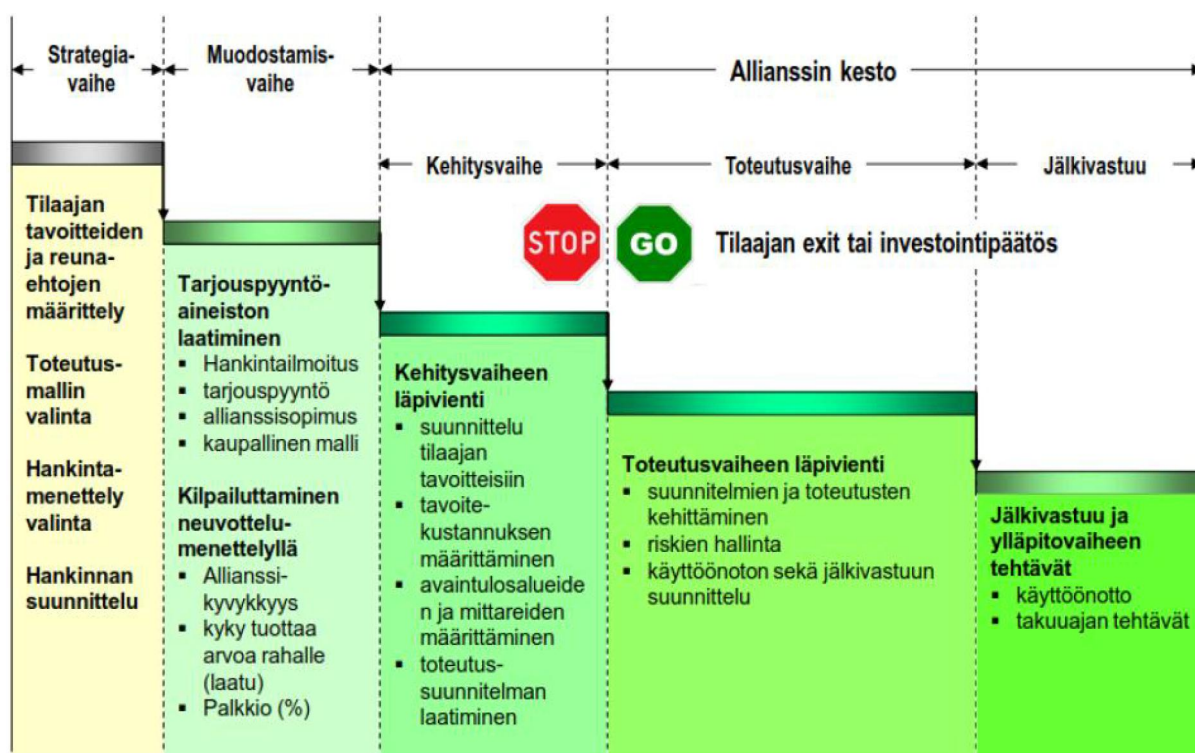 Strategia-
vaihe
Muodostamis-
vaihe
Allianssin kesto
Kehitysvaihe
Toteutusvaihe
Jälkivastuu
STOP
GO
Tilaajan exit tai investointipäätös
Tilaajan
tavoitteiden
ja reuna-
ehtojen
määrittely
Toteutus-
mallin
valinta
Hankinta-
menettely
valinta
Hankinnan
suunnittelu
Tarjouspyyntö-
aineiston
laatiminen
▪ Hankintailmoitus
▪ tarjouspyyntö
▪ allianssisopimus
▪ kaupallinen malli
Kilpailuttaminen
neuvottelu-
menettelyllä
▪ Allianssi-
kyvykkyys
▪ kyky tuottaa
arvoa rahalle
(laatu)
▪ Palkkio (%)
Kehitysvaiheen
läpivienti
▪ suunnittelu
tilaajan
tavoitteisiin
▪ tavoite-
kustannuksen
määrittäminen
▪ avaintulosalueide
n ja mittareiden
määrittäminen
▪ toteutus-
suunnitelman
laatiminen
Toteutusvaiheen läpivienti
▪ suunnitelmien ja toteutusten
kehittäminen
▪ riskien hallinta
▪ käyttöönoton sekä jälkivastuun
suunnittelu
Jälkivastuu ja
ylläpitovaiheen
tehtävät
▪ käyttöönotto
▪ takuuajan tehtävät